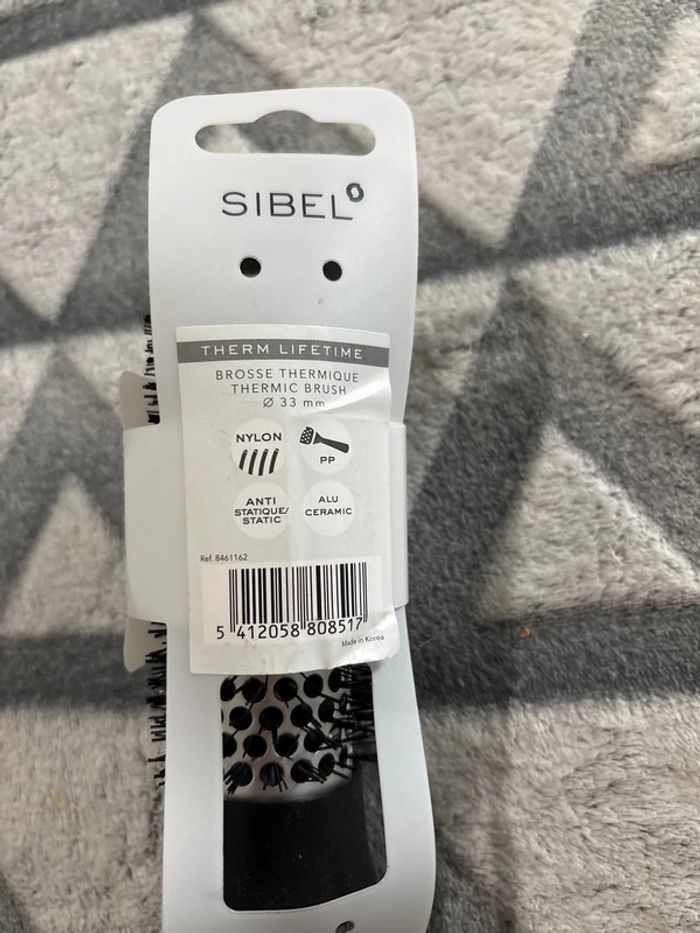 SIBEL
THERM LIFETIME
BROSSE THERMIQUE
THERMIC BRUSH
Ø 33 mm
NYLON
PP
ANTI
STATIQUE/
STATIC
ALU
CERAMIC
Ref. 8461162
5 412058 808517
Made in Korea